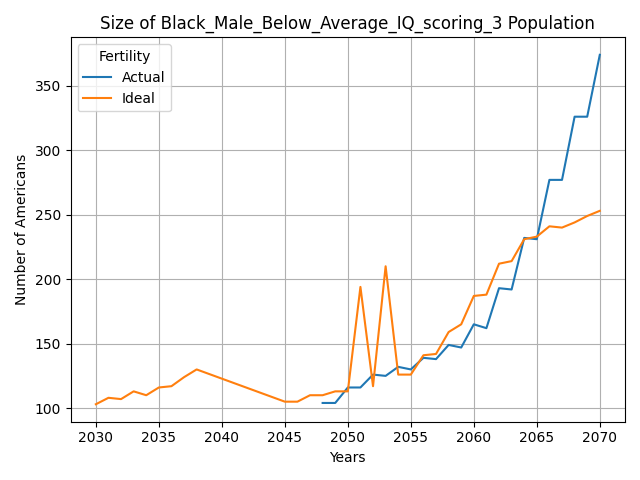 Size of Black_Male_Below_Average_IQ_scoring_3 Population
Fertility
Actual
Ideal
Number of Americans
350
300
250
200
150
100
2030 2035 2040 2045 2050 2055 2060 2065 2070
Years